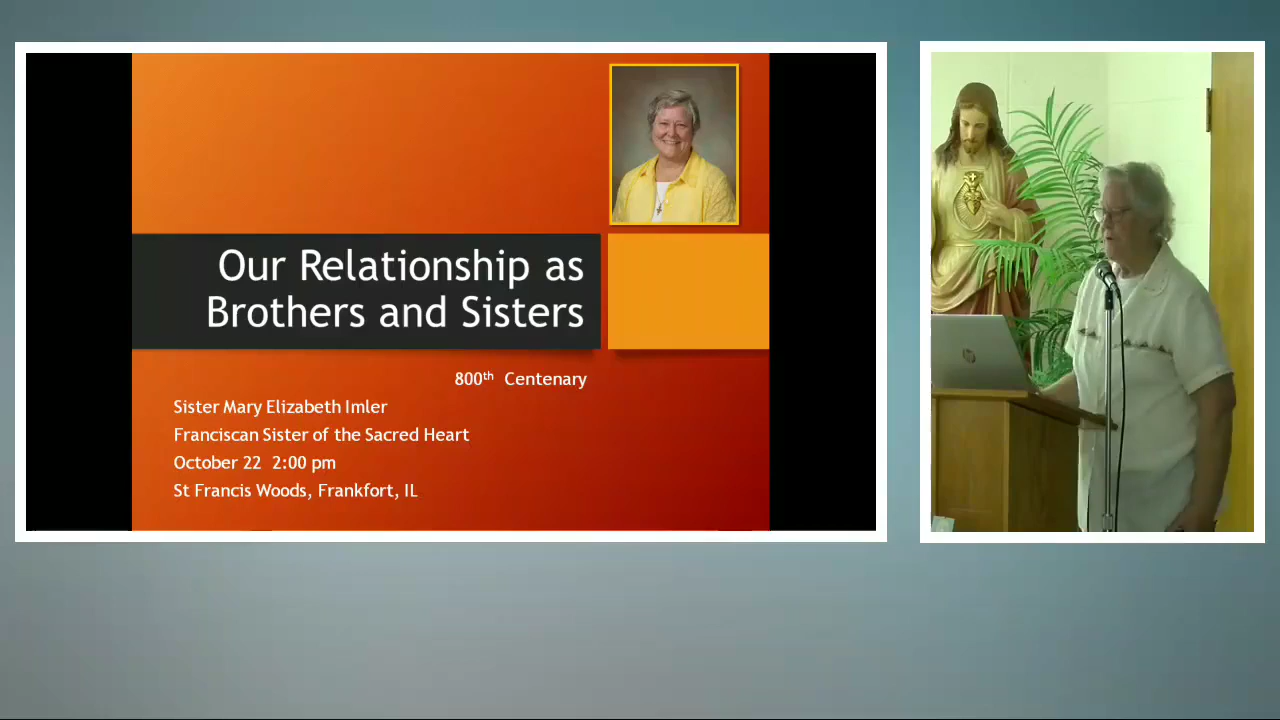 Our Relationship as
Brothers and Sisters
800th Centenary
Sister Mary Elizabeth Imler
Franciscan Sister of the Sacred Heart
October 22 2:00 pm
St Francis Woods, Frankfort, IL